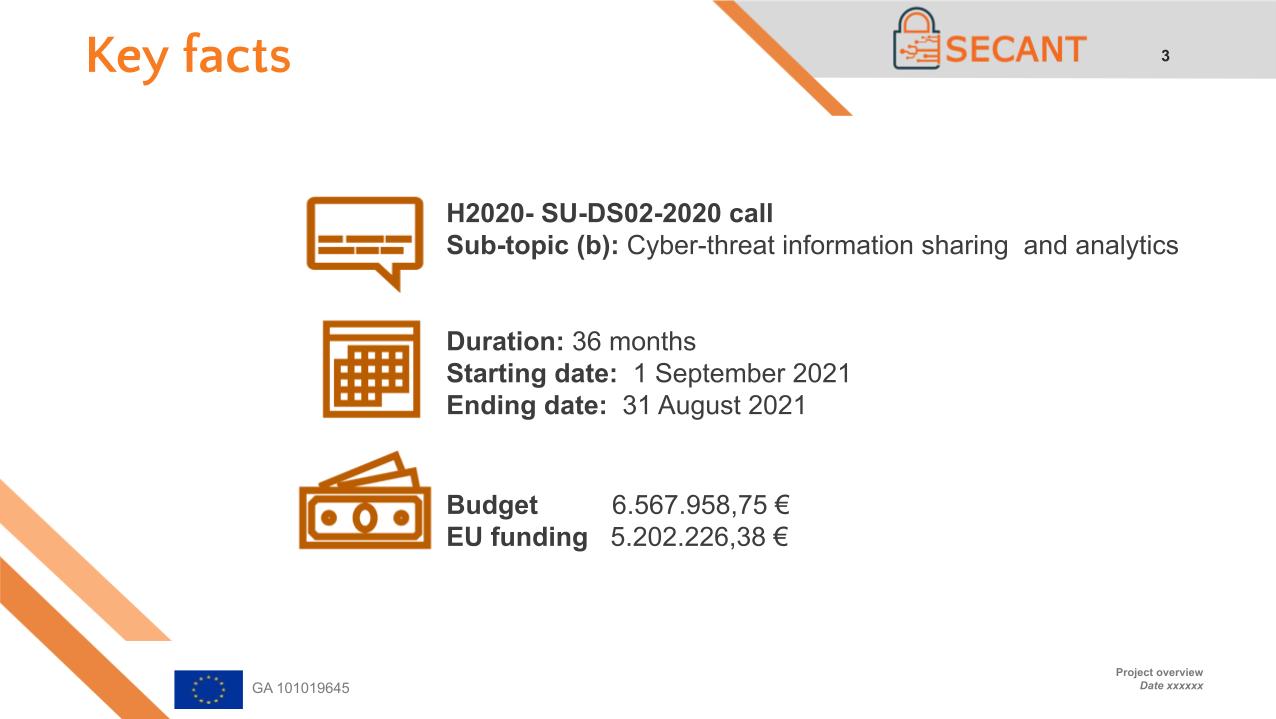 Key facts
SECANT
3
H2020- SU-DS02-2020 call
Sub-topic (b): Cyber-threat information sharing  and analytics
Duration: 36 months
Starting date:  1 September 2021
Ending date:  31 August 2021
Budget 6.567.958,75 €
EU funding 5.202.226,38 €
GA 101019645
Project overview
Date xxxxxx